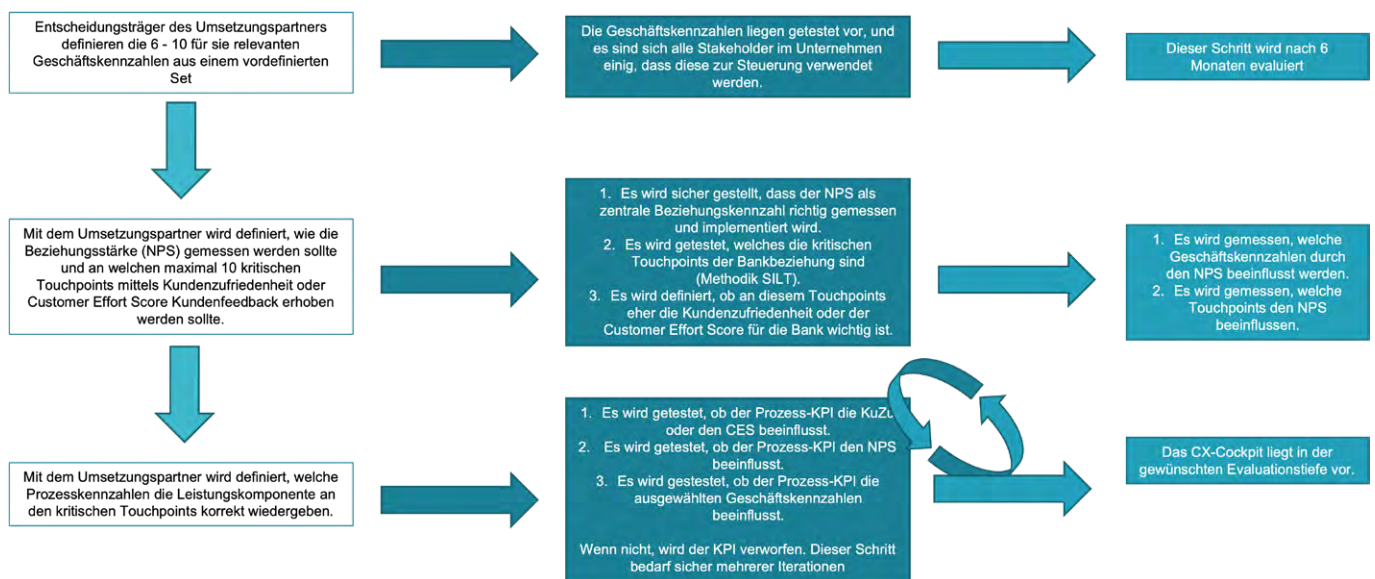 Entscheidungsträger des Umsetzungspartners
definieren die 6 - 10 für sie relevanten
Geschäftskennzahlen aus einem vordefinierten
Set
Die Geschäftskennzahlen liegen getestet vor, und
es sind sich alle Stakeholder im Unternehmen
einig, dass diese zur Steuerung verwendet
werden.
Dieser Schritt wird nach 6
Monaten evaluiert
Mit dem Umsetzungspartner wird definiert, wie die
Beziehungsstärke (NPS) gemessen werden sollte
und an welchen maximal 10 kritischen
Touchpoints mittels Kundenzufriedenheit oder
Customer Effort Score Kundenfeedback erhoben
werden sollte.
1. Es wird sicher gestellt, dass der NPS als
zentrale Beziehungskennzahl richtig gemessen
und implementiert wird.
2. Es wird getestet, welches die kritischen
Touchpoints der Bankbeziehung sind
(Methodik SILT).
3. Es wird definiert, ob an diesem Touchpoints
eher die Kundenzufriedenheit oder der
Customer Effort Score für die Bank wichtig ist.
1. Es wird gemessen, welche
Geschäftskennzahlen durch
den NPS beeinflusst werden.
2. Es wird gemessen, welche
Touchpoints den NPS
beeinflussen.
Mit dem Umsetzungspartner wird definiert, welche
Prozesskennzahlen die Leistungskomponente an
den kritischen Touchpoints korrekt wiedergeben.
1. Es wird getestet, ob der Prozess-KPI die KuZu
oder den CES beeinflusst.
2. Es wird getestet, ob der Prozess-KPI den NPS
beeinflusst.
3. Es wird gestestet, ob der Prozess-KPI die
ausgewählten Geschäftskennzahlen
beeinflusst.
Wenn nicht, wird der KPI verworfen. Dieser Schritt
bedarf sicher mehrerer Iterationen
Das CX-Cockpit liegt in der
gewünschten Evaluationstiefe vor.